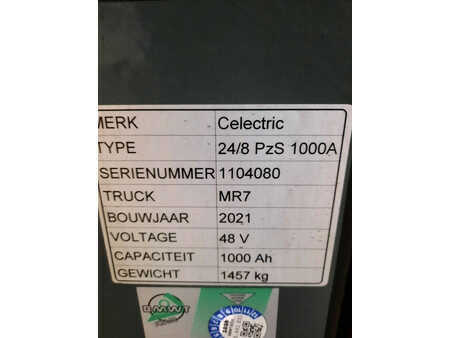 MERK Celectric
TYPE 24/8 PzS 1000A
SERIENUMMER 1104080
TRUCK MR7
BOUWJAAR 2021
VOLTAGE 48 V
CAPACITEIT 1000 Ah
GEWICHT 1457 kg
BMWT